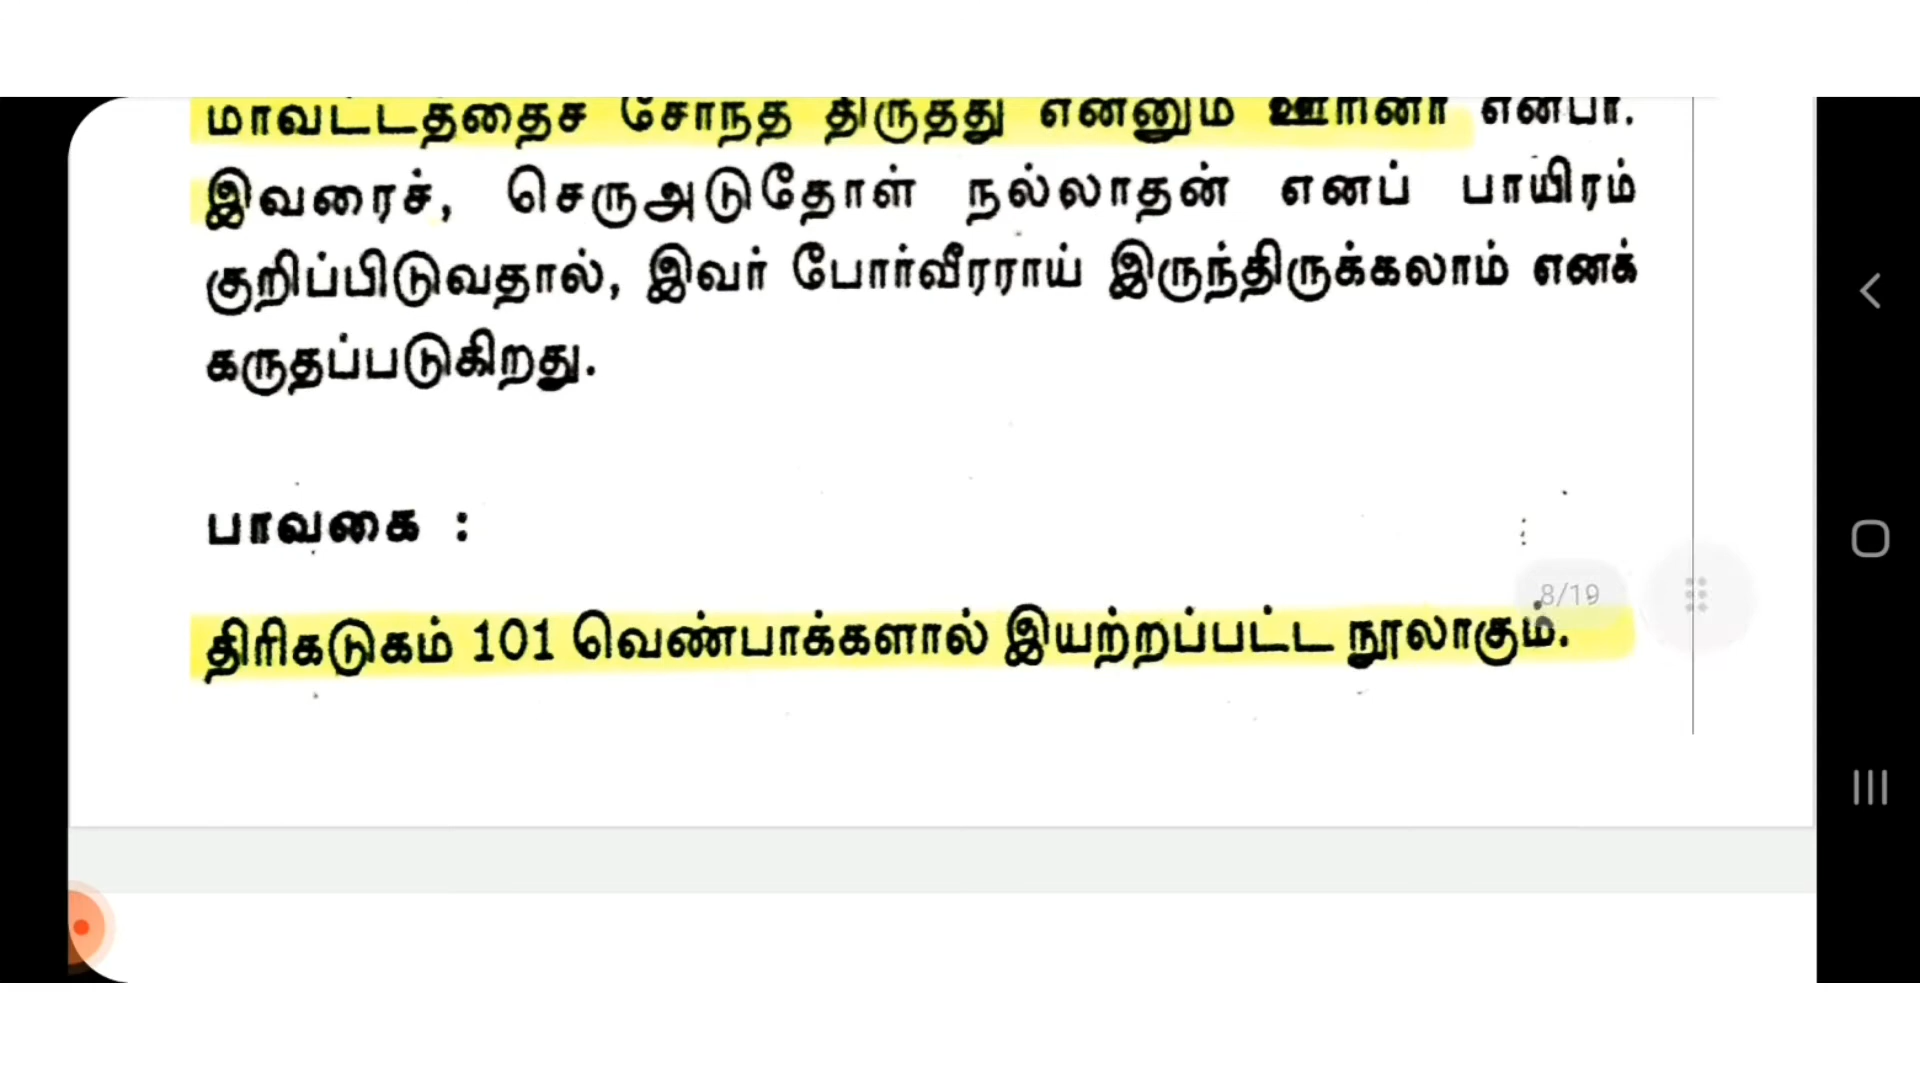 மாவட்டத்தைச் சேர்ந்த திருத்து என்னும் ஊரினர் என்பர்.
இவரைச், செருஅடுதோள் நல்லாதன் எனப் பாயிரம்
குறிப்பிடுவதால், இவர் போர்வீரராய் இருந்திருக்கலாம் எனக்
கருதப்படுகிறது.
பாவகை :
8/19
திரிகடுகம் 101 வெண்பாக்களால் இயற்றப்பட்ட நூலாகும்.